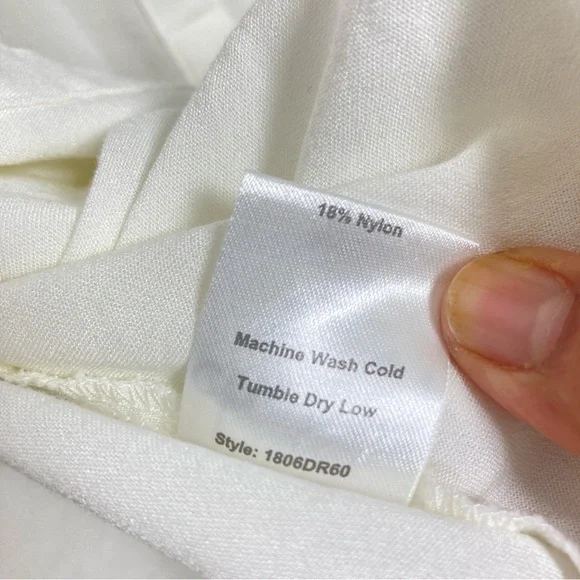 18% Nylon
Machine Wash Cold
Tumble Dry Low
Style: 1806DR60